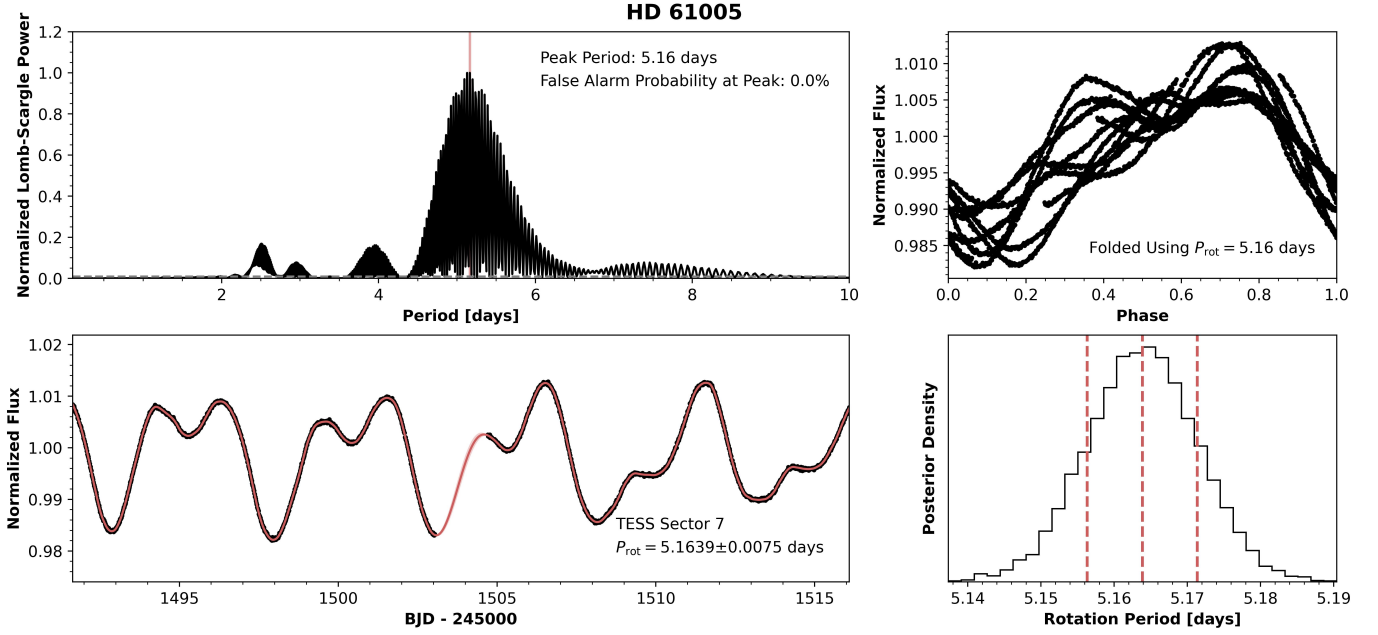 HD 61005
Normalized Lomb-Scargle Power
1.2
1.0
0.8
0.6
0.4
0.2
0.0
Peak Period: 5.16 days
False Alarm Probability at Peak: 0.0%
2 4 6 8 10
Period [days]
Normalized Flux
1.010
1.005
1.000
0.995
0.990
0.985
Folded Using P_rot = 5.16 days
0.0 0.2 0.4 0.6 0.8 1.0
Phase
Normalized Flux
1.02
1.01
1.00
0.99
0.98
TESS Sector 7
P_rot = 5.1639±0.0075 days
1495 1500 1505 1510 1515
BJD - 245000
Posterior Density
5.14 5.15 5.16 5.17 5.18 5.19
Rotation Period [days]